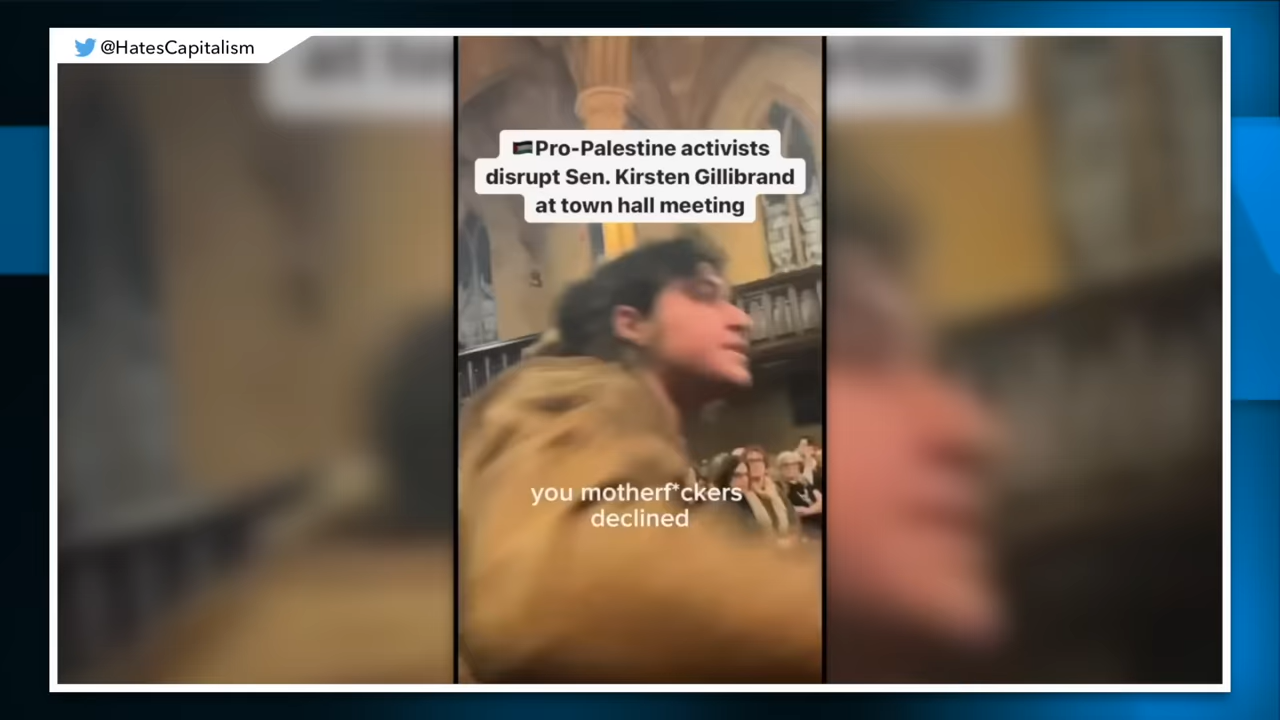 @HatesCapitalism
🇵🇸Pro-Palestine activists
disrupt Sen. Kirsten Gillibrand
at town hall meeting
you motherf*ckers
declined